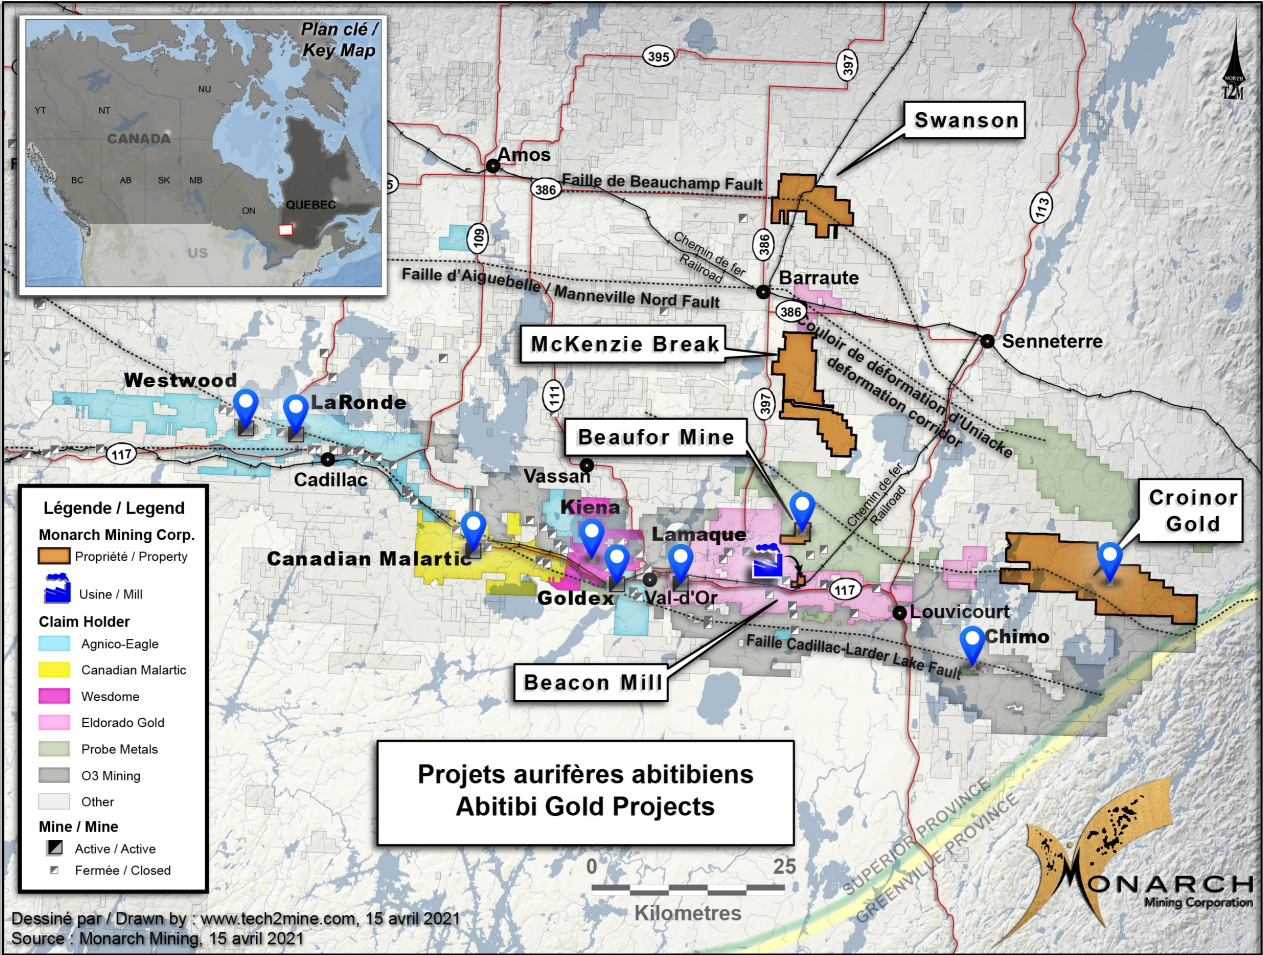 Plan clé /
Key Map
YT
NT
NU
CANADA
BC
AB
SK
MB
ON
QUEBEC
US
395
397
NORTH
T2M
Swanson
Amos
386
Faille de Beauchamp Fault
113
109
386
Chemin de fer
Railroad
Faille d'Aiguebelle / Manneville Nord Fault
Barraute
386
McKenzie Break
Senneterre
Couloir de déformation d'Uniacke
deformation corridor
Westwood
LaRonde
111
397
Beaufor Mine
117
Cadillac
Vassan
Chemin de fer
Railroad
Croinor
Gold
Kiena
Lamaque
Canadian Malartic
Goldex
Val-d'Or
117
Louvicourt
Chimo
Faille Cadillac-Larder Lake Fault
Beacon Mill
Légende / Legend
Monarch Mining Corp.
Propriété / Property
Usine / Mill
Claim Holder
Agnico-Eagle
Canadian Malartic
Wesdome
Eldorado Gold
Probe Metals
O3 Mining
Other
Mine / Mine
Active / Active
Fermée / Closed
Projets aurifères abitibiens
Abitibi Gold Projects
0
25
Kilometres
SUPERIOR PROVINCE
GREENVILLE PROVINCE
MONARCH
Mining Corporation
Dessiné par / Drawn by : www.tech2mine.com, 15 avril 2021
Source : Monarch Mining, 15 avril 2021